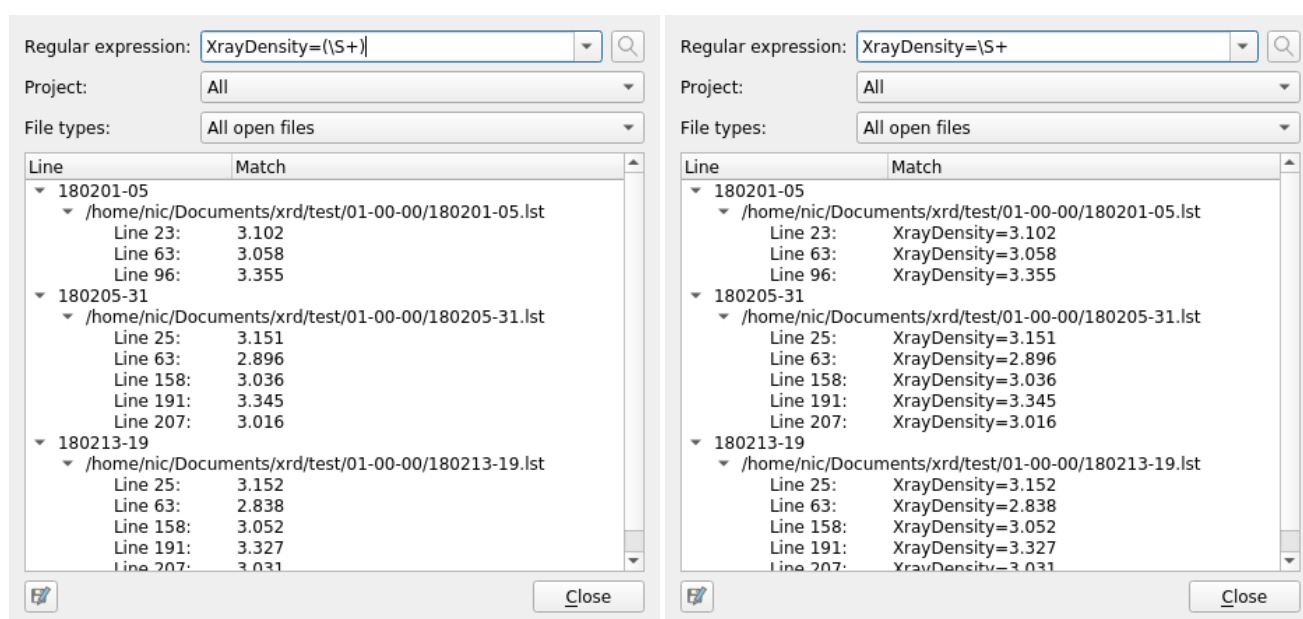 Regular expression: XrayDensity=(\S+)
Project: All
File types: All open files
Line Match
180201-05
/home/nic/Documents/xrd/test/01-00-00/180201-05.lst
Line 23: 3.102
Line 63: 3.058
Line 96: 3.355
180205-31
/home/nic/Documents/xrd/test/01-00-00/180205-31.lst
Line 25: 3.151
Line 63: 2.896
Line 158: 3.036
Line 191: 3.345
Line 207: 3.016
180213-19
/home/nic/Documents/xrd/test/01-00-00/180213-19.lst
Line 25: 3.152
Line 63: 2.838
Line 158: 3.052
Line 191: 3.327
Line 207: 3.031
Close
Regular expression: XrayDensity=\S+
Project: All
File types: All open files
Line Match
180201-05
/home/nic/Documents/xrd/test/01-00-00/180201-05.lst
Line 23: XrayDensity=3.102
Line 63: XrayDensity=3.058
Line 96: XrayDensity=3.355
180205-31
/home/nic/Documents/xrd/test/01-00-00/180205-31.lst
Line 25: XrayDensity=3.151
Line 63: XrayDensity=2.896
Line 158: XrayDensity=3.036
Line 191: XrayDensity=3.345
Line 207: XrayDensity=3.016
180213-19
/home/nic/Documents/xrd/test/01-00-00/180213-19.lst
Line 25: XrayDensity=3.152
Line 63: XrayDensity=2.838
Line 158: XrayDensity=3.052
Line 191: XrayDensity=3.327
Line 207: XrayDensity=3.031
Close